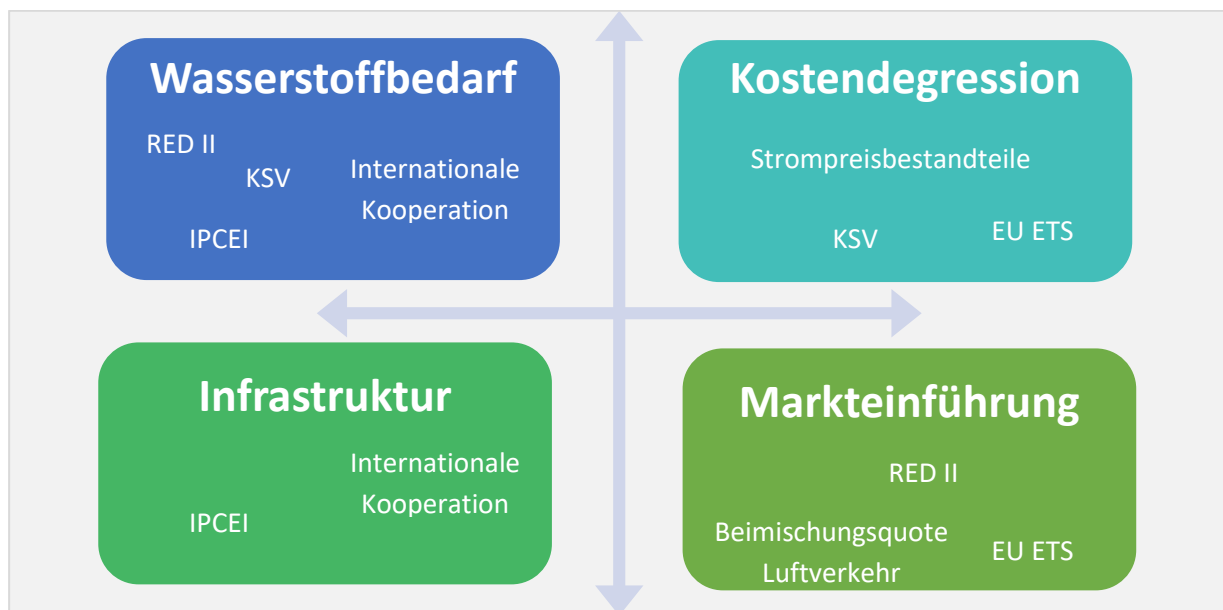 Wasserstoffbedarf
RED II
KSV
Internationale
Kooperation
IPCEI
Kostendegression
Strompreisbestandteile
KSV
EU ETS
Infrastruktur
Internationale
Kooperation
IPCEI
Markteinführung
RED II
Beimischungsquote
Luftverkehr
EU ETS